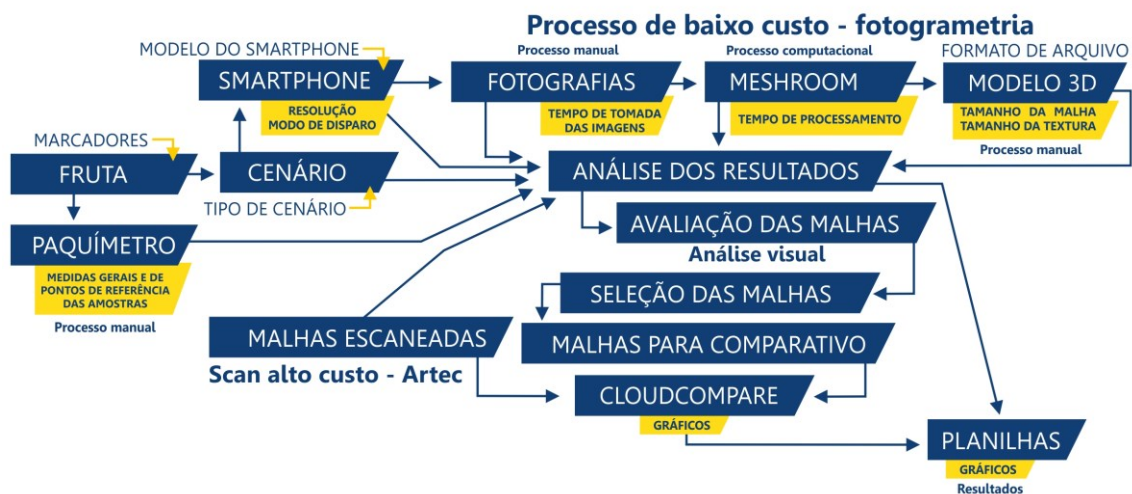 Processo de baixo custo - fotogrametria
MODELO DO SMARTPHONE
Processo manual
Processo computacional
FORMATO DE ARQUIVO
SMARTPHONE
FOTOGRAFIAS
MESHROOM
MODELO 3D
RESOLUÇÃO
MODO DE DISPARO
TEMPO DE TOMADA
DAS IMAGENS
TEMPO DE PROCESSAMENTO
TAMANHO DA MALHA
TAMANHO DA TEXTURA
Processo manual
MARCADORES
FRUTA
CENÁRIO
ANÁLISE DOS RESULTADOS
TIPO DE CENÁRIO
PAQUÍMETRO
AVALIAÇÃO DAS MALHAS
Análise visual
MEDIDAS GERAIS E DE
PONTOS DE REFERÊNCIA
DAS AMOSTRAS
Processo manual
SELEÇÃO DAS MALHAS
MALHAS ESCANEADAS
MALHAS PARA COMPARATIVO
Scan alto custo - Artec
CLOUDCOMPARE
GRÁFICOS
PLANILHAS
GRÁFICOS
Resultados